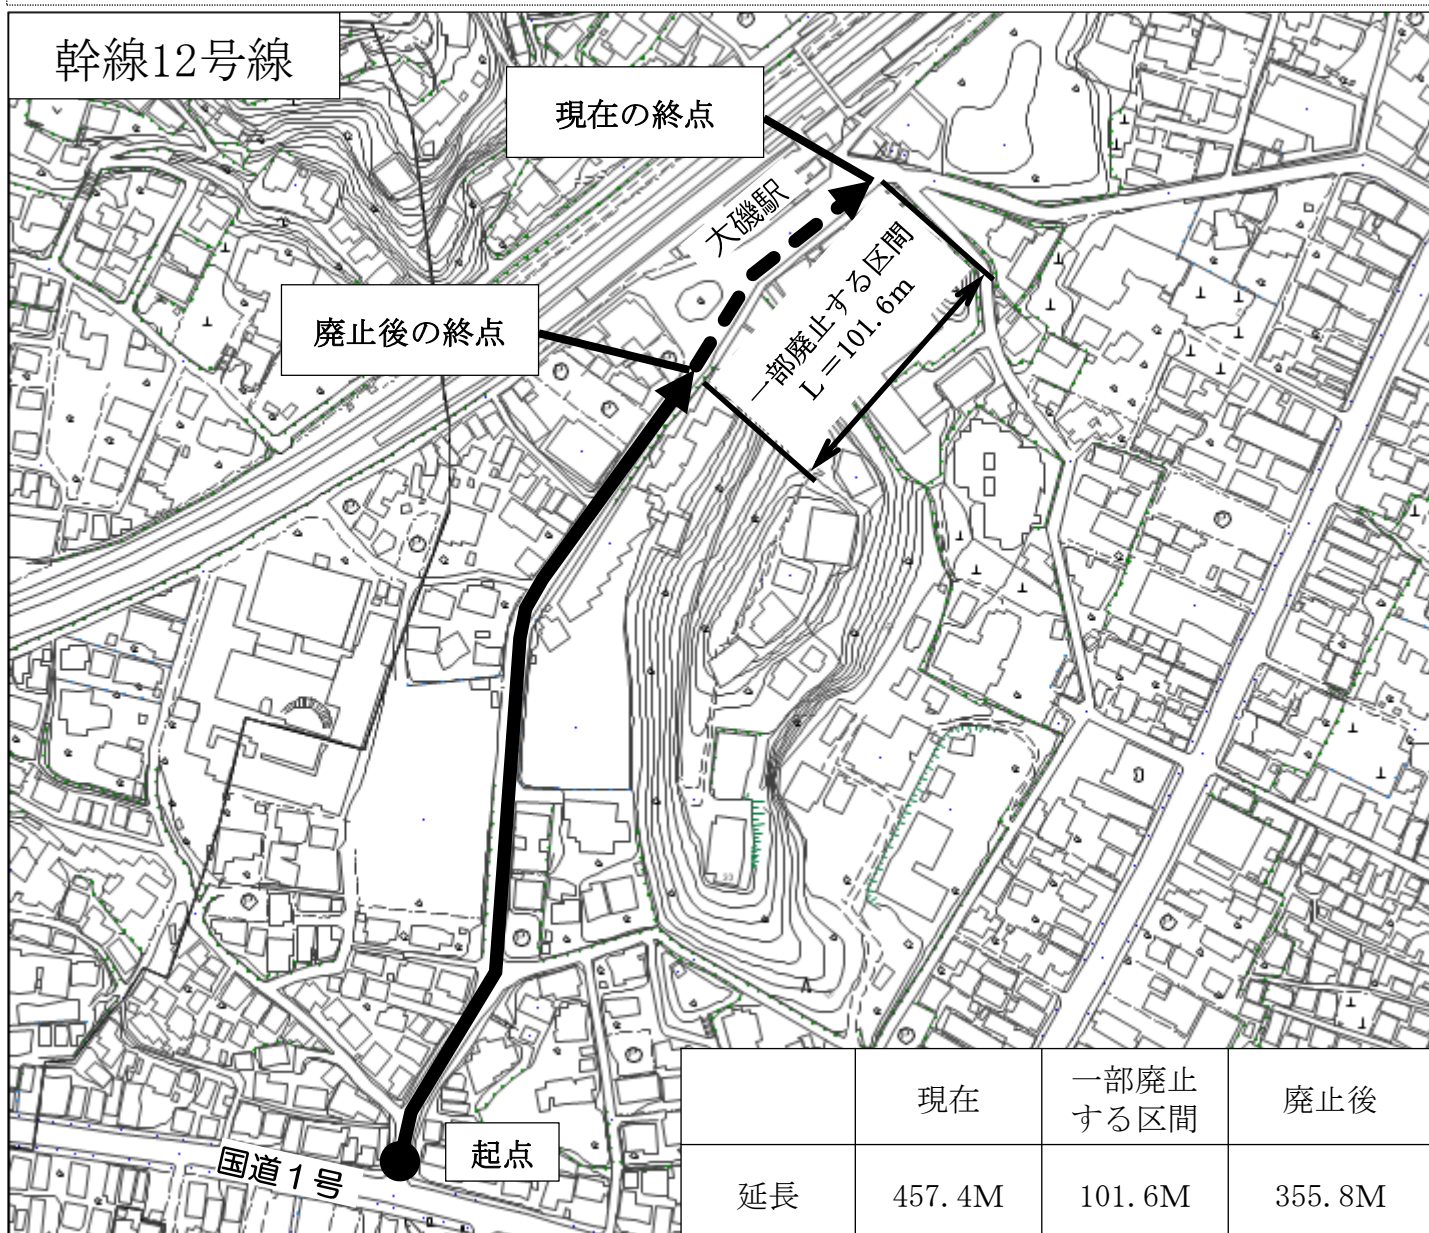 幹線12号線
現在の終点
大磯駅
廃止後の終点
一部廃止する区間
L=101.6m
起点
国道1号
現在
一部廃止
する区間
廃止後
延長
457.4M
101.6M
355.8M